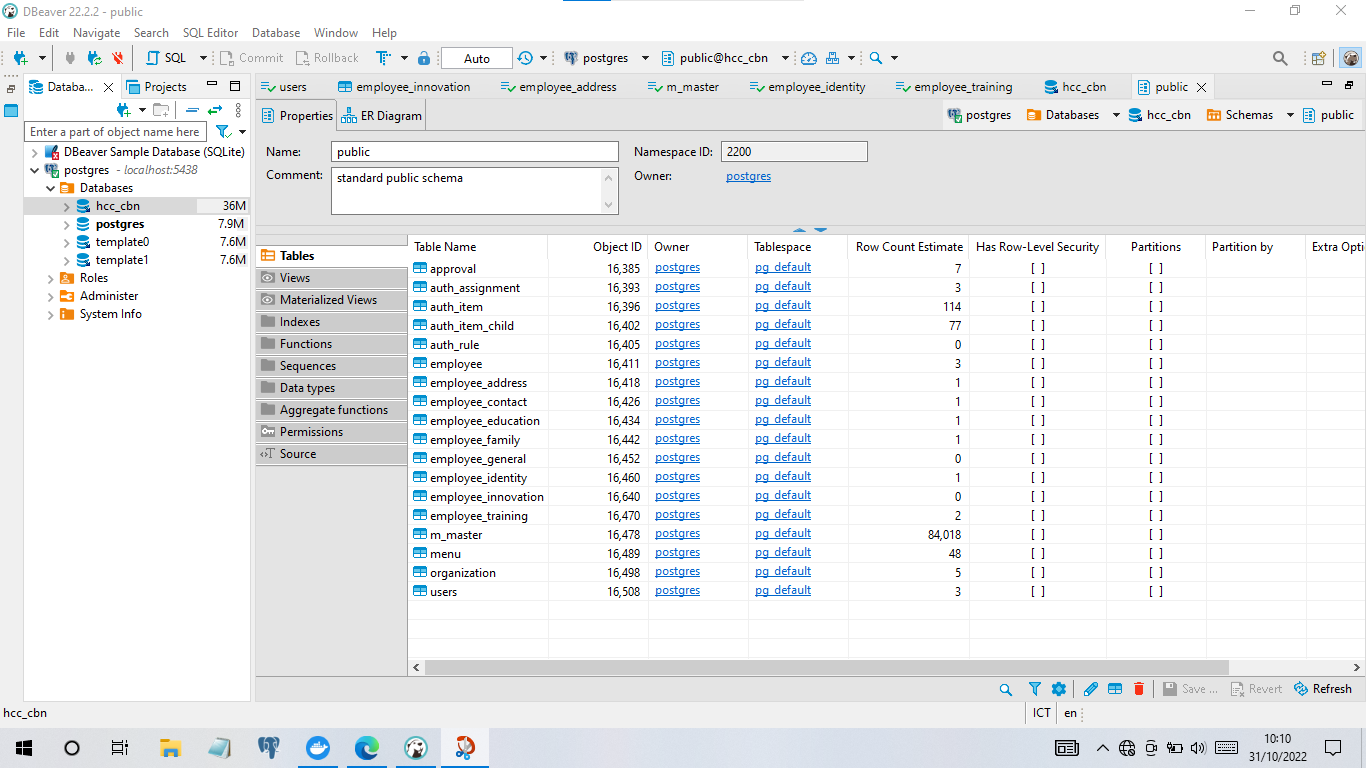 DBeaver 22.2.2 - public
File Edit Navigate Search SQL Editor Database Window Help
SQL Commit Rollback Auto postgres public@hcc_cbn
Databa... Projects
users employee_innovation employee_address m_master employee_identity employee_training hcc_cbn public
Properties ER Diagram postgres Databases hcc_cbn Schemas public
Enter a part of object name here
DBeaver Sample Database (SQLite)
postgres - localhost:5438
Databases
hcc_cbn 36M
postgres 7.9M
template0 7.6M
template1 7.6M
Roles
Administer
System Info
Name: public Namespace ID: 2200
Comment: standard public schema Owner: postgres
Tables
Views
Materialized Views
Indexes
Functions
Sequences
Data types
Aggregate functions
Permissions
Source
Table Name Object ID Owner Tablespace Row Count Estimate Has Row-Level Security Partitions Partition by Extra Opti
approval 16,385 postgres pg_default 7 [ ] [ ]
auth_assignment 16,393 postgres pg_default 3 [ ] [ ]
auth_item 16,396 postgres pg_default 114 [ ] [ ]
auth_item_child 16,402 postgres pg_default 77 [ ] [ ]
auth_rule 16,405 postgres pg_default 0 [ ] [ ]
employee 16,411 postgres pg_default 3 [ ] [ ]
employee_address 16,418 postgres pg_default 1 [ ] [ ]
employee_contact 16,426 postgres pg_default 1 [ ] [ ]
employee_education 16,434 postgres pg_default 1 [ ] [ ]
employee_family 16,442 postgres pg_default 1 [ ] [ ]
employee_general 16,452 postgres pg_default 0 [ ] [ ]
employee_identity 16,460 postgres pg_default 1 [ ] [ ]
employee_innovation 16,640 postgres pg_default 0 [ ] [ ]
employee_training 16,470 postgres pg_default 2 [ ] [ ]
m_master 16,478 postgres pg_default 84,018 [ ] [ ]
menu 16,489 postgres pg_default 48 [ ] [ ]
organization 16,498 postgres pg_default 5 [ ] [ ]
users 16,508 postgres pg_default 3 [ ] [ ]
Save ... Revert Refresh
hcc_cbn ICT en
10:10
31/10/2022